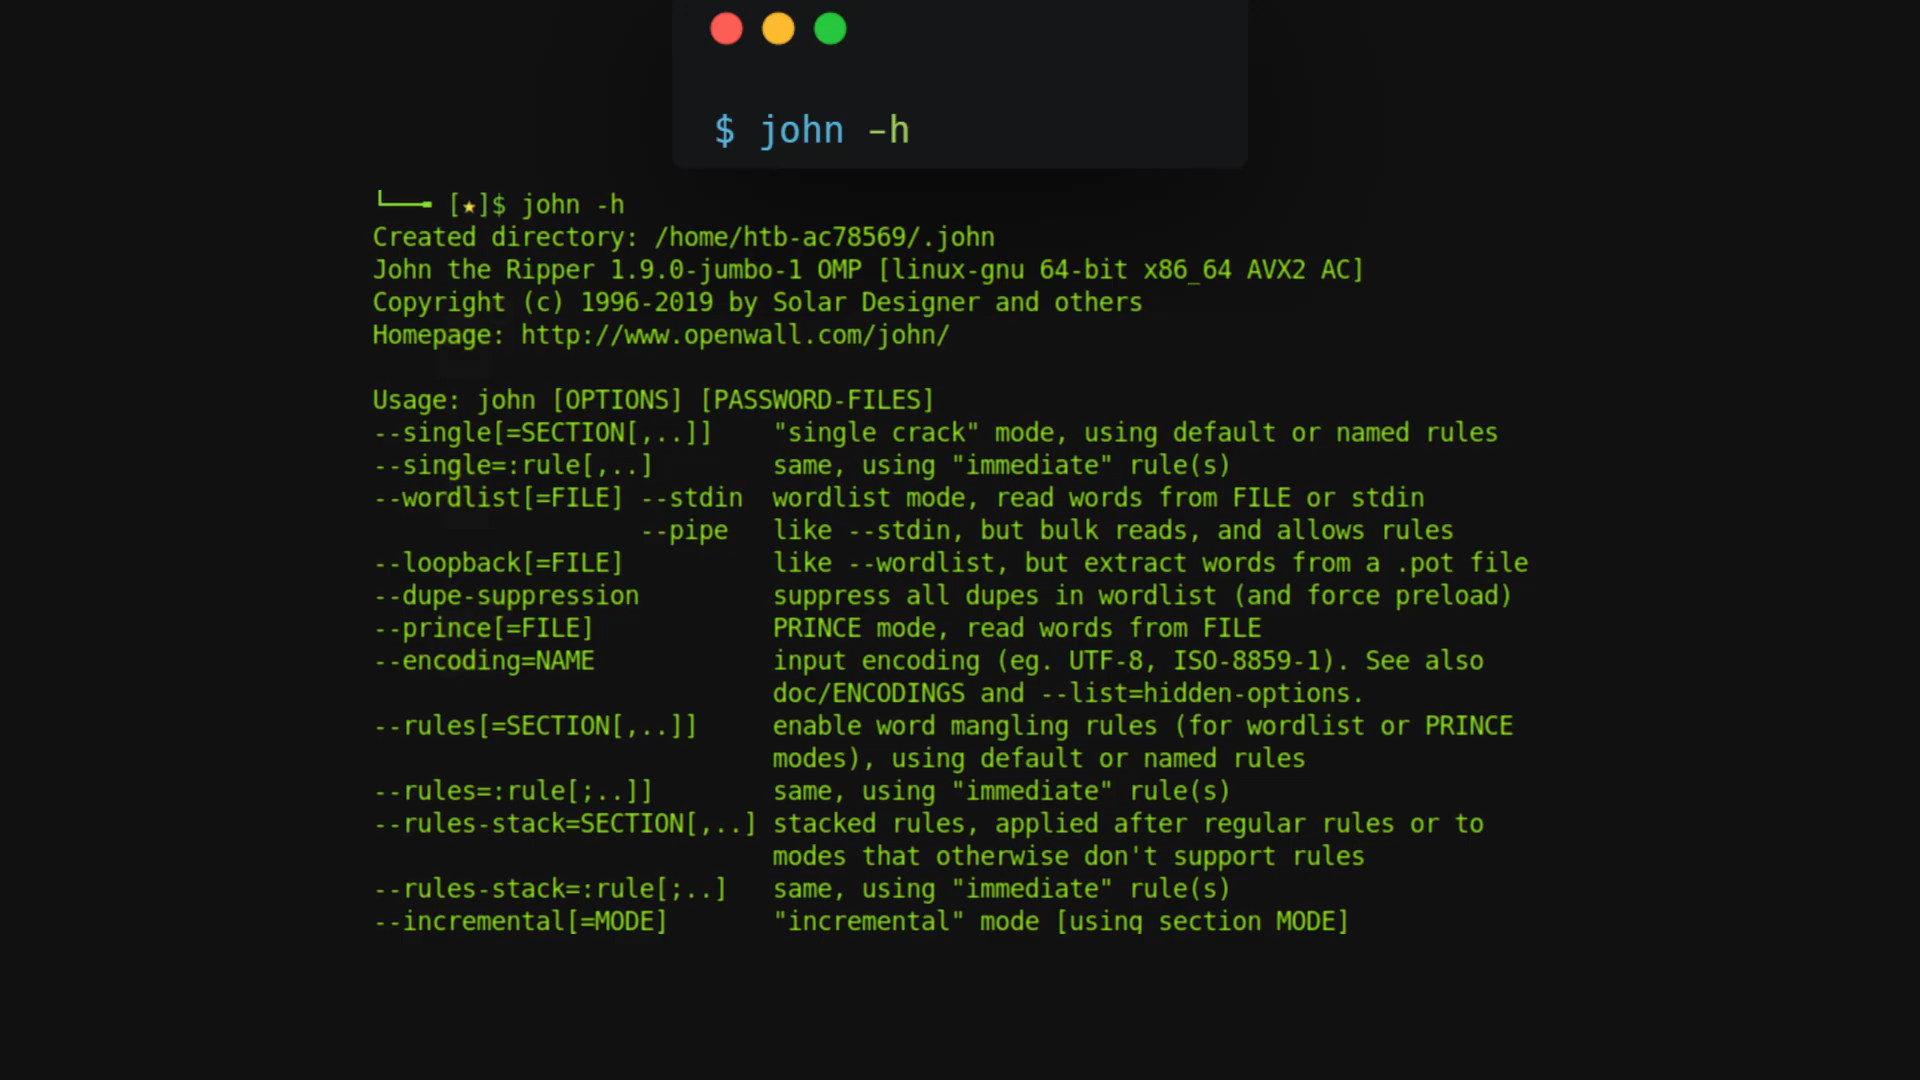 $ john -h
└──╼ [★]$ john -h
Created directory: /home/htb-ac78569/.john
John the Ripper 1.9.0-jumbo-1 OMP [linux-gnu 64-bit x86_64 AVX2 AC]
Copyright (c) 1996-2019 by Solar Designer and others
Homepage: http://www.openwall.com/john/

Usage: john [OPTIONS] [PASSWORD-FILES]
--single[=SECTION[,..]]    "single crack" mode, using default or named rules
--single=:rule[,..]        same, using "immediate" rule(s)
--wordlist[=FILE] --stdin  wordlist mode, read words from FILE or stdin
                  --pipe   like --stdin, but bulk reads, and allows rules
--loopback[=FILE]          like --wordlist, but extract words from a .pot file
--dupe-suppression         suppress all dupes in wordlist (and force preload)
--prince[=FILE]            PRINCE mode, read words from FILE
--encoding=NAME            input encoding (eg. UTF-8, ISO-8859-1). See also
                           doc/ENCODINGS and --list=hidden-options.
--rules[=SECTION[,..]]     enable word mangling rules (for wordlist or PRINCE
                           modes), using default or named rules
--rules=:rule[;..]]        same, using "immediate" rule(s)
--rules-stack=SECTION[,..] stacked rules, applied after regular rules or to
                           modes that otherwise don't support rules
--rules-stack=:rule[;..]   same, using "immediate" rule(s)
--incremental[=MODE]       "incremental" mode [using section MODE]